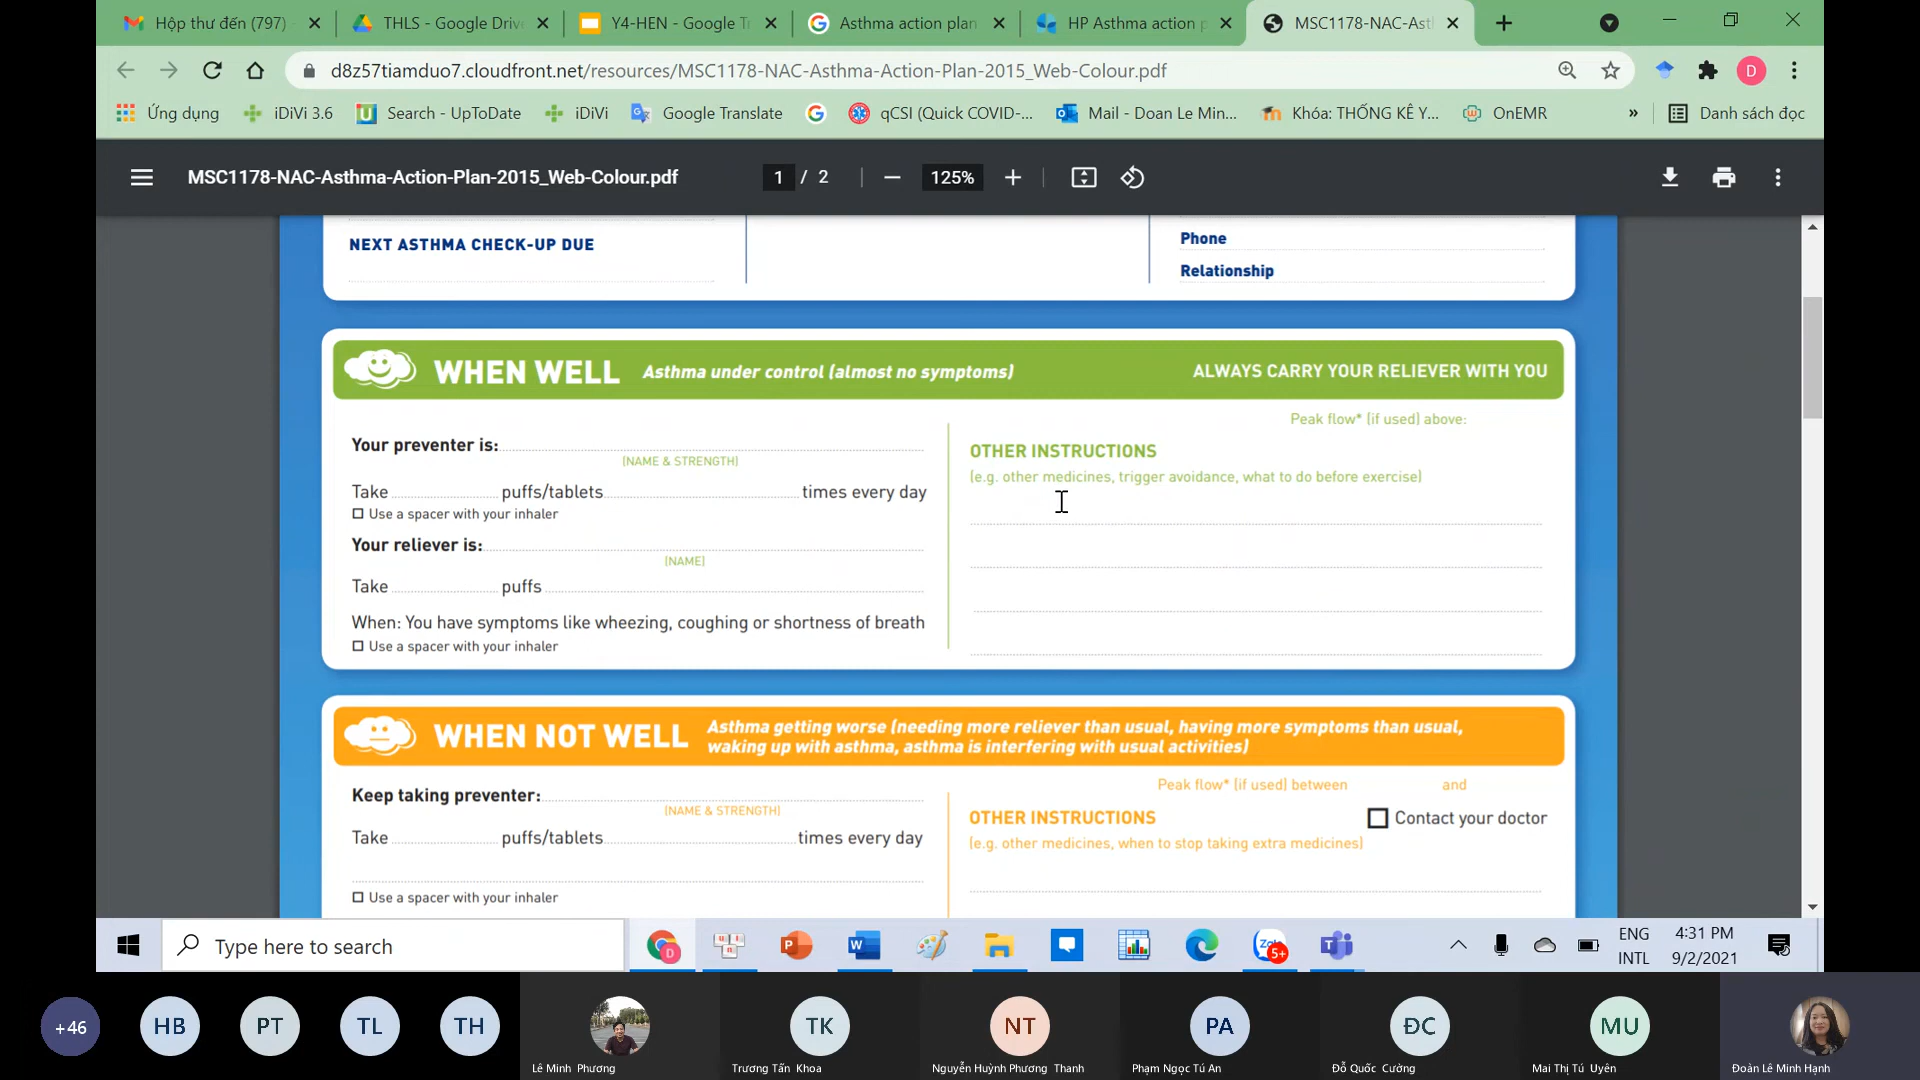 Hộp thư đến (797)
THLS - Google Driv
Y4-HEN - Google T
Asthma action plan
HP Asthma action p
MSC1178-NAC-Ast
d8z57tiamduo7.cloudfront.net/resources/MSC1178-NAC-Asthma-Action-Plan-2015_Web-Colour.pdf
D
Ứng dụng
iDiVi 3.6
Search - UpToDate
iDiVi
Google Translate
qCSI (Quick COVID-...
Mail - Doan Le Min...
Khóa: THỐNG KÊ Y...
OnEMR
»
Danh sách đọc
MSC1178-NAC-Asthma-Action-Plan-2015_Web-Colour.pdf
1 / 2
125%
NEXT ASTHMA CHECK-UP DUE
Phone
Relationship
WHEN WELL
Asthma under control (almost no symptoms)
ALWAYS CARRY YOUR RELIEVER WITH YOU
Peak flow* (if used) above:
Your preventer is:
(NAME & STRENGTH)
Take puffs/tablets times every day
Use a spacer with your inhaler
Your reliever is:
(NAME)
Take puffs
When: You have symptoms like wheezing, coughing or shortness of breath
Use a spacer with your inhaler
OTHER INSTRUCTIONS
(e.g. other medicines, trigger avoidance, what to do before exercise)
WHEN NOT WELL
Asthma getting worse (needing more reliever than usual, having more symptoms than usual,
waking up with asthma, asthma is interfering with usual activities)
Peak flow* (if used) between and
Keep taking preventer:
(NAME & STRENGTH)
Take puffs/tablets times every day
Use a spacer with your inhaler
OTHER INSTRUCTIONS
Contact your doctor
(e.g. other medicines, when to stop taking extra medicines)
Type here to search
D
P
W
Zalo
5+
T
ENG
INTL
4:31 PM
9/2/2021
+46
HB
PT
TL
TH
TK
NT
PA
ĐC
MU
Lê Minh Phương
Trương Tấn Khoa
Nguyễn Huỳnh Phương Thanh
Phạm Ngọc Tú An
Đỗ Quốc Cường
Mai Thị Tú Uyên
Đoàn Lê Minh Hạnh